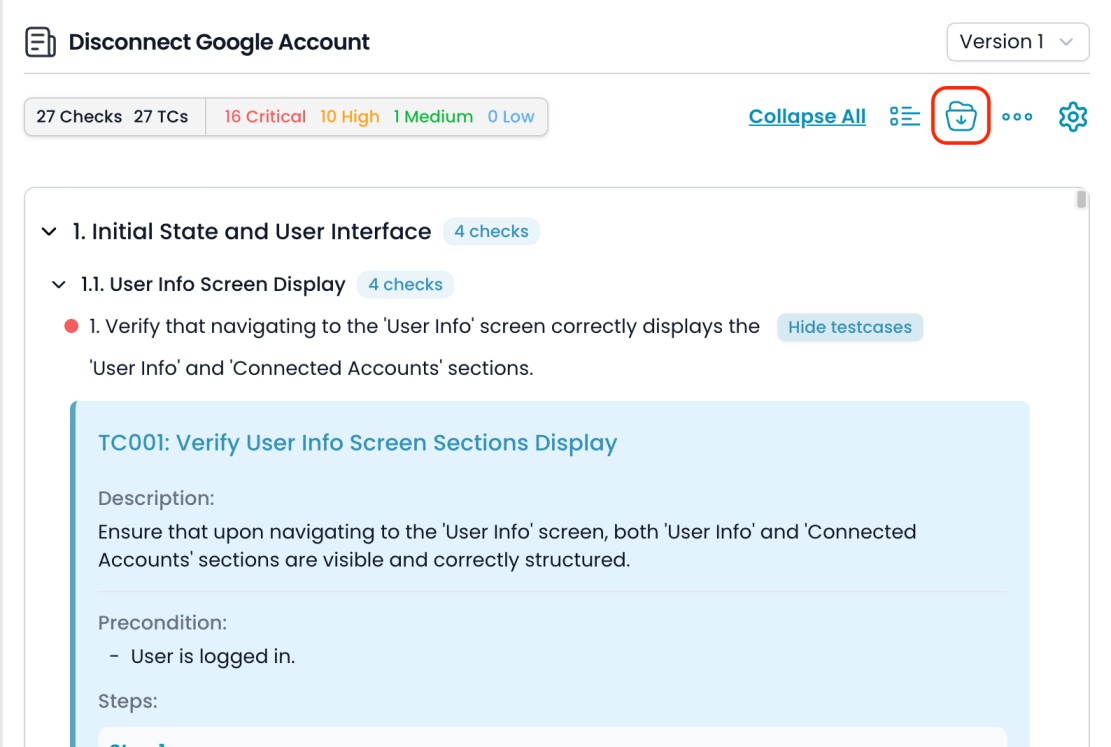 Disconnect Google Account
Version 1
27 Checks 27 TCs 16 Critical 10 High 1 Medium 0 Low
Collapse All
1. Initial State and User Interface 4 checks
1.1. User Info Screen Display 4 checks
1. Verify that navigating to the 'User Info' screen correctly displays the Hide testcases
'User Info' and 'Connected Accounts' sections.
TC001: Verify User Info Screen Sections Display
Description:
Ensure that upon navigating to the 'User Info' screen, both 'User Info' and 'Connected
Accounts' sections are visible and correctly structured.
Precondition:
- User is logged in.
Steps: